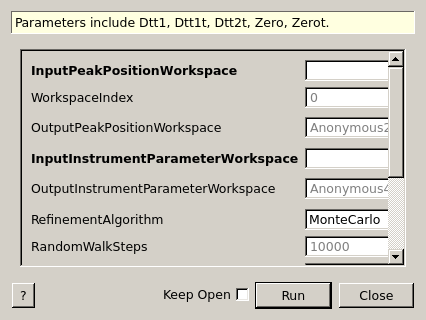 Parameters include Dtt1, Dtt1t, Dtt2t, Zero, Zerot.
InputPeakPositionWorkspace
WorkspaceIndex 0
OutputPeakPositionWorkspace Anonymous2
InputInstrumentParameterWorkspace
OutputInstrumentParameterWorkspace Anonymous4
RefinementAlgorithm MonteCarlo
RandomWalkSteps 10000
? Keep Open Run Close